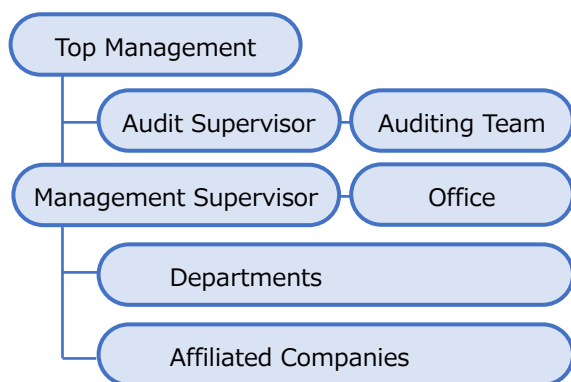 Top Management
Audit Supervisor
Auditing Team
Management Supervisor
Office
Departments
Affiliated Companies